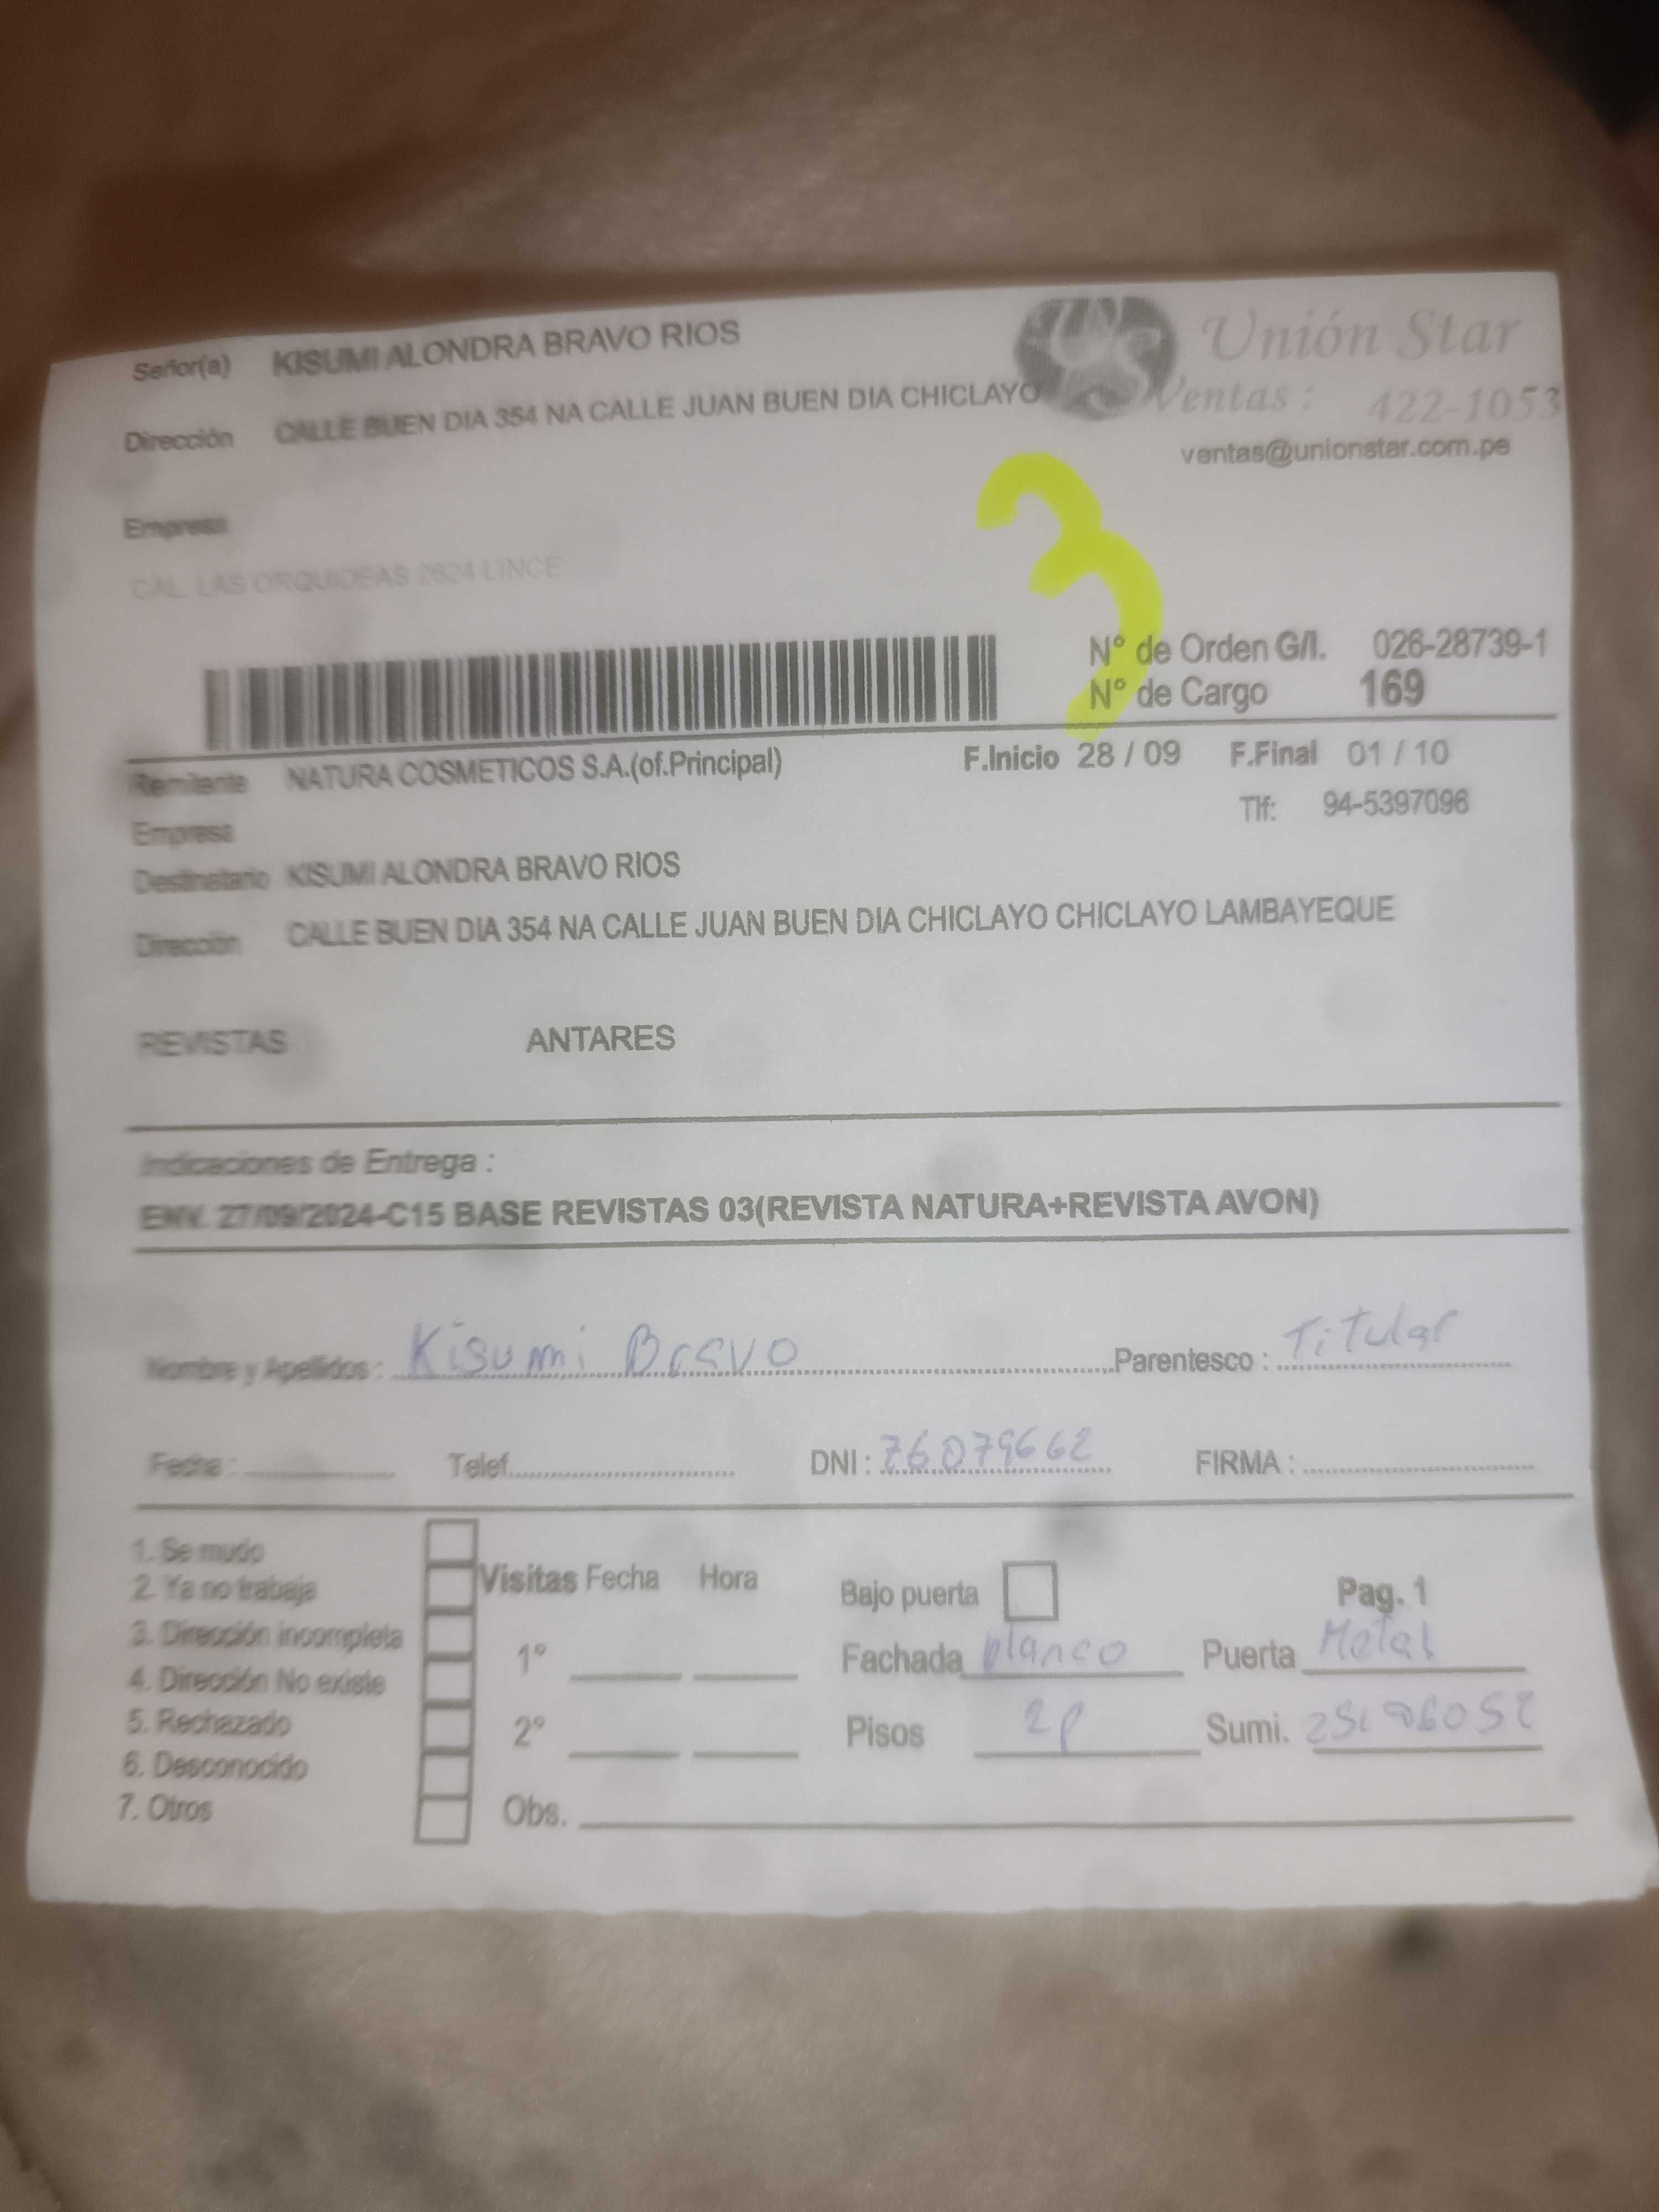 Señor(a) KISUMI ALONDRA BRAVO RIOS
Unión Star
Dirección CALLE BUEN DIA 354 NA CALLE JUAN BUEN DIA CHICLAYO
Ventas : 422-1053
ventas@unionstar.com.pe
3
Empresa
CAL. LAS ORQUIDEAS 2624 LINCE
N° de Orden G/I. 026-28739-1
N° de Cargo 169
Remitente NATURA COSMETICOS S.A.(of.Principal) F.Inicio 28 / 09 F.Final 01 / 10
Empresa Tlf: 94-5397096
Destinatario KISUMI ALONDRA BRAVO RIOS
Dirección CALLE BUEN DIA 354 NA CALLE JUAN BUEN DIA CHICLAYO CHICLAYO LAMBAYEQUE
REVISTAS ANTARES
Indicaciones de Entrega :
ENV. 27/09/2024-C15 BASE REVISTAS 03(REVISTA NATURA+REVISTA AVON)
Nombre y Apellidos : Kisumi Bravo Parentesco : Titular
Fecha : Telef. DNI : 76079662 FIRMA :
1. Se mudo
2. Ya no trabaja
3. Dirección incompleta
4. Dirección No existe
5. Rechazado
6. Desconocido
7. Otros
Visitas Fecha Hora
1°
2°
Obs.
Bajo puerta Pag. 1
Fachada blanco Puerta Metal
Pisos 2p Sumi.